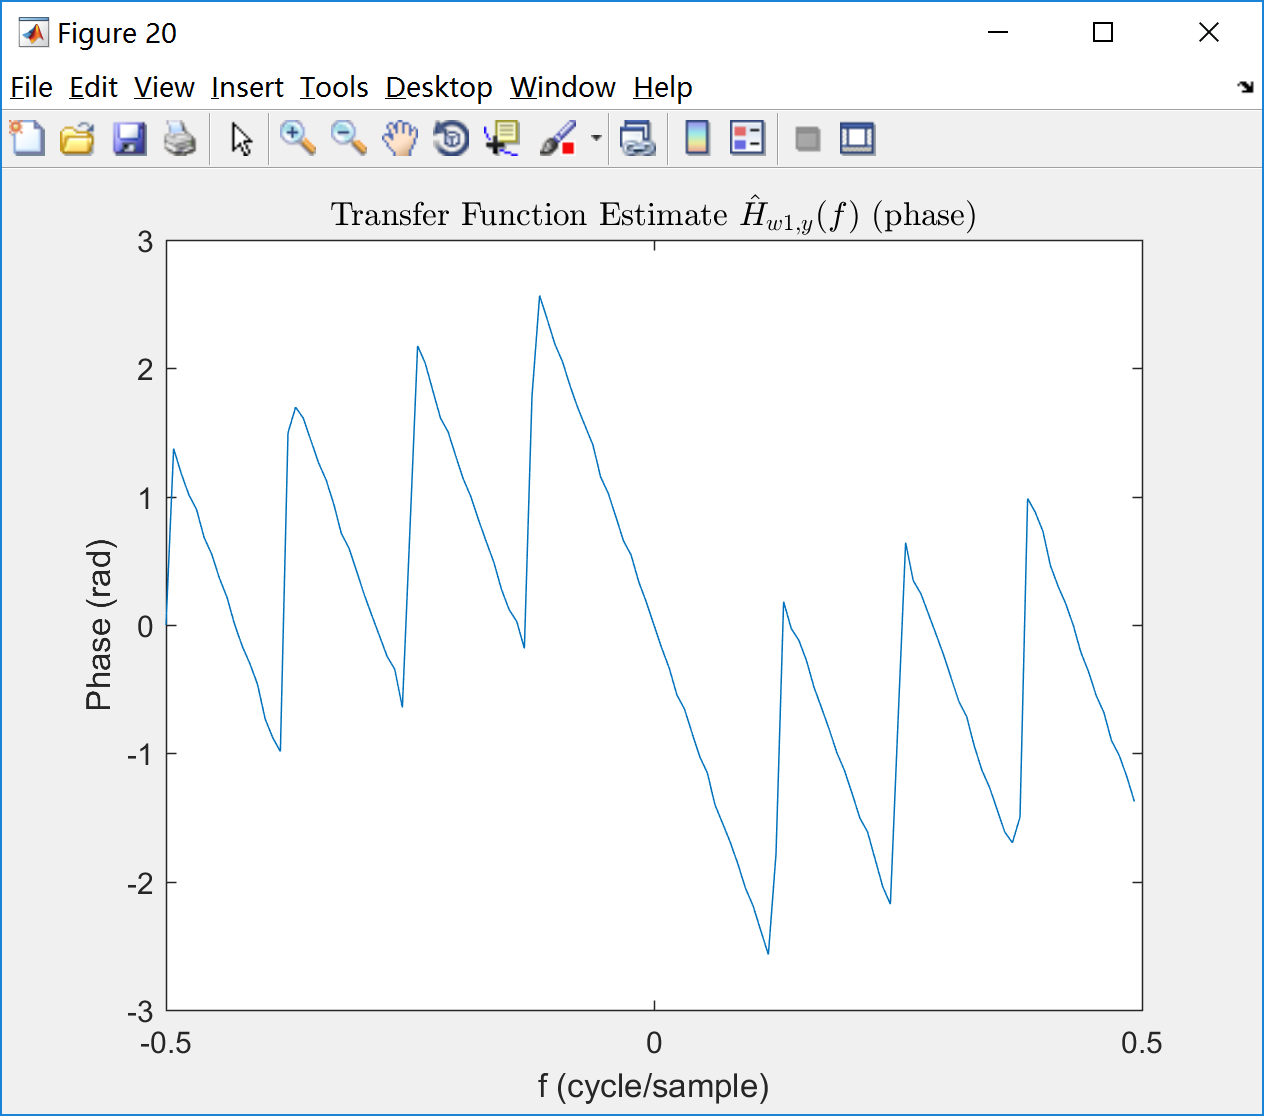 Figure 20
File Edit View Insert Tools Desktop Window Help
Transfer Function Estimate Ĥw1,y(f) (phase)
3
2
1
0
-1
-2
-3
Phase (rad)
-0.5 0 0.5
f (cycle/sample)